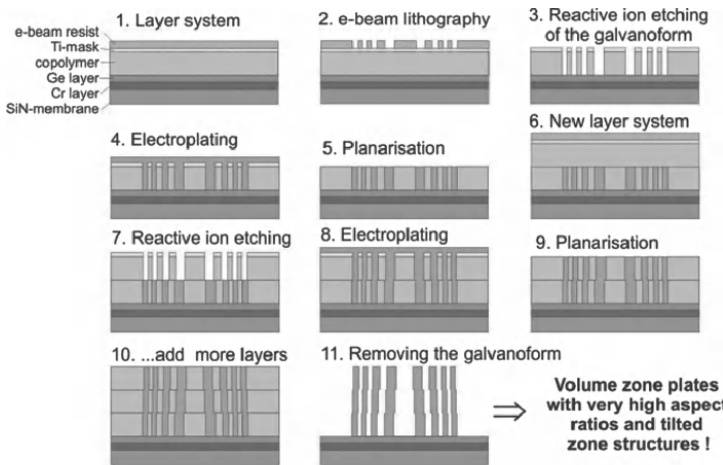 1. Layer system
e-beam resist
Ti-mask
copolymer
Ge layer
Cr layer
SiN-membrane
2. e-beam lithography
3. Reactive ion etching
of the galvanoform
4. Electroplating
5. Planarisation
6. New layer system
7. Reactive ion etching
8. Electroplating
9. Planarisation
10. ...add more layers
11. Removing the galvanoform
⇒
Volume zone plates
with very high aspect
ratios and tilted
zone structures !